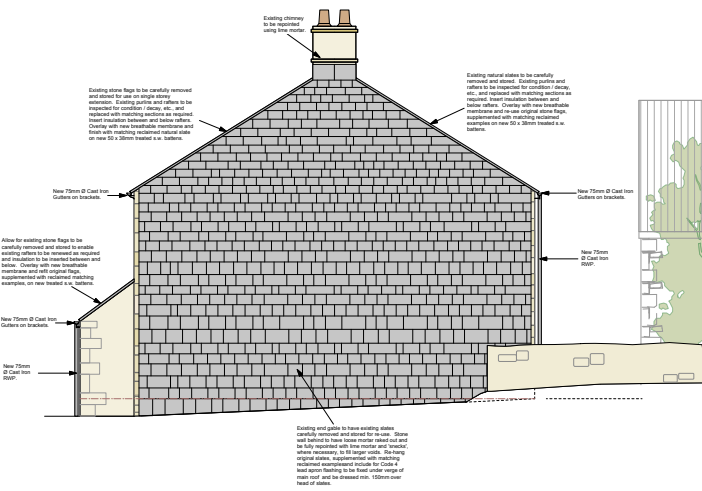 Existing chimney
to be repointed
using lime mortar.
Existing stone flags to be carefully removed
and stored for use on single storey
extension. Existing purlins and rafters to be
inspected for condition / decay, etc., and
replaced with matching sections as required.
Insert insulation between and below rafters.
Overlay with new breathable membrane and
finish with matching reclaimed natural slate
on new 50 x 38mm treated s.w. battens.
Existing natural slates to be carefully
removed and stored. Existing purlins and
rafters to be inspected for condition / decay,
etc., and replaced with matching sections as
required. Insert insulation between and
below rafters. Overlay with new breathable
membrane and re-use original stone flags,
supplemented with matching reclaimed
examples on new 50 x 38mm treated s.w.
battens.
New 75mm Ø Cast Iron
Gutters on brackets.
New 75mm Ø Cast Iron
Gutters on brackets.
Allow for existing stone flags to be
carefully removed and stored to enable
existing rafters to be renewed as required
and insulation to be inserted between and
below. Overlay with new breathable
membrane and refit original flags,
supplemented with reclaimed matching
examples, on new treated s.w. battens.
New 75mm
Ø Cast Iron
RWP.
New 75mm Ø Cast Iron
Gutters on brackets.
New 75mm
Ø Cast Iron
RWP.
Existing end gable to have existing slates
carefully removed and stored for re-use. Stone
wall behind to have loose mortar raked out and
be fully repointed with lime mortar and 'snecks',
where necessary, to fill larger voids. Re-hang
original slates, supplemented with matching
reclaimed examplesand include for Code 4
lead apron flashing to be fixed under verge of
main roof and be dressed min. 150mm over
head of slates.